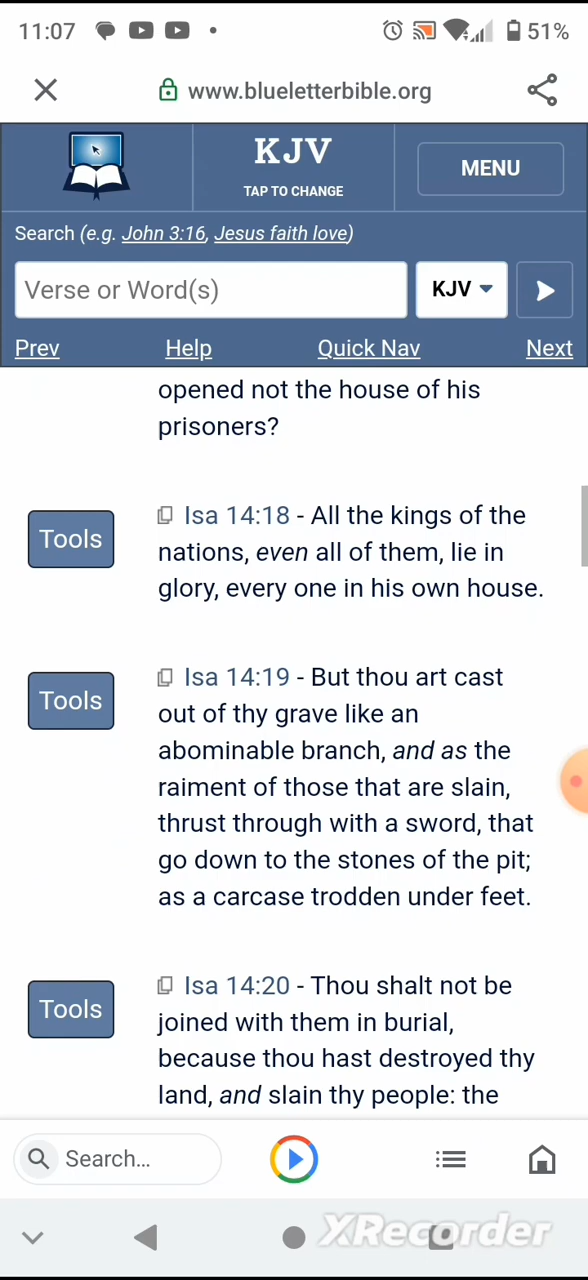 11:07
51%
www.blueletterbible.org
KJV
TAP TO CHANGE
MENU
Search (e.g. John 3:16, Jesus faith love)
Verse or Word(s)
KJV
Prev Help Quick Nav Next
opened not the house of his
prisoners?
Tools
Isa 14:18 - All the kings of the
nations, even all of them, lie in
glory, every one in his own house.
Tools
Isa 14:19 - But thou art cast
out of thy grave like an
abominable branch, and as the
raiment of those that are slain,
thrust through with a sword, that
go down to the stones of the pit;
as a carcase trodden under feet.
Tools
Isa 14:20 - Thou shalt not be
joined with them in burial,
because thou hast destroyed thy
land, and slain thy people: the
Search...
XRecorder